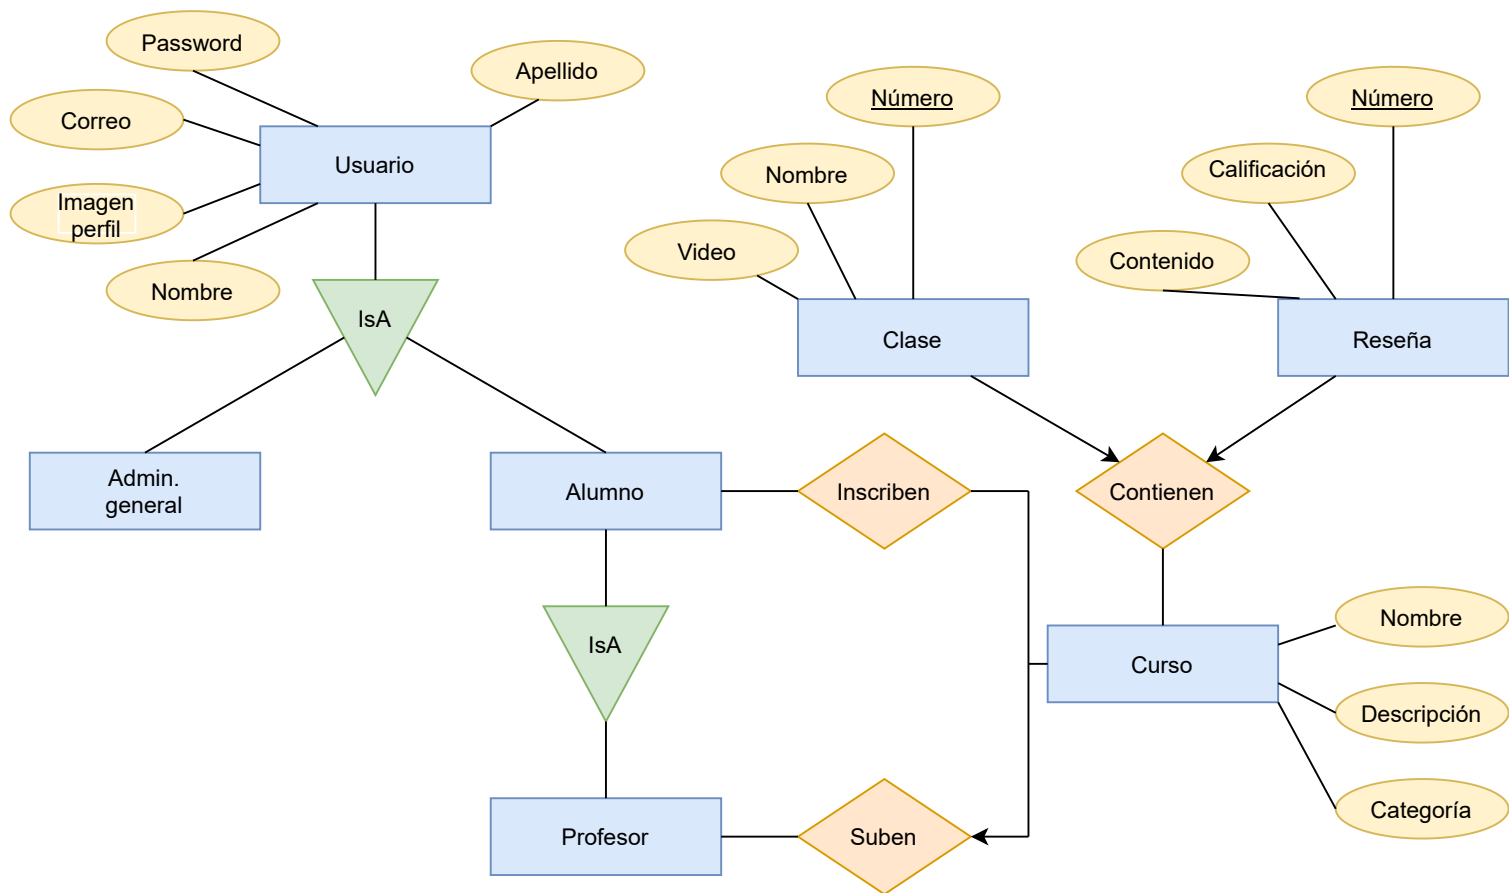 Password
Apellido
Correo
Usuario
Imagen
perfil
Nombre
IsA
Número
Nombre
Video
Clase
Número
Calificación
Contenido
Reseña
Admin.
general
Alumno
Inscriben
Contienen
IsA
Curso
Nombre
Descripción
Categoría
Profesor
Suben